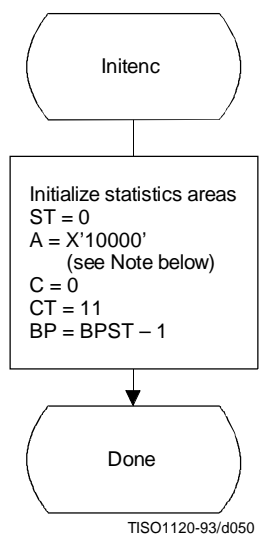 Initenc
Initialize statistics areas
ST = 0
A = X'10000'
(see Note below)
C = 0
CT = 11
BP = BPST – 1
Done
TISO1120-93/d050